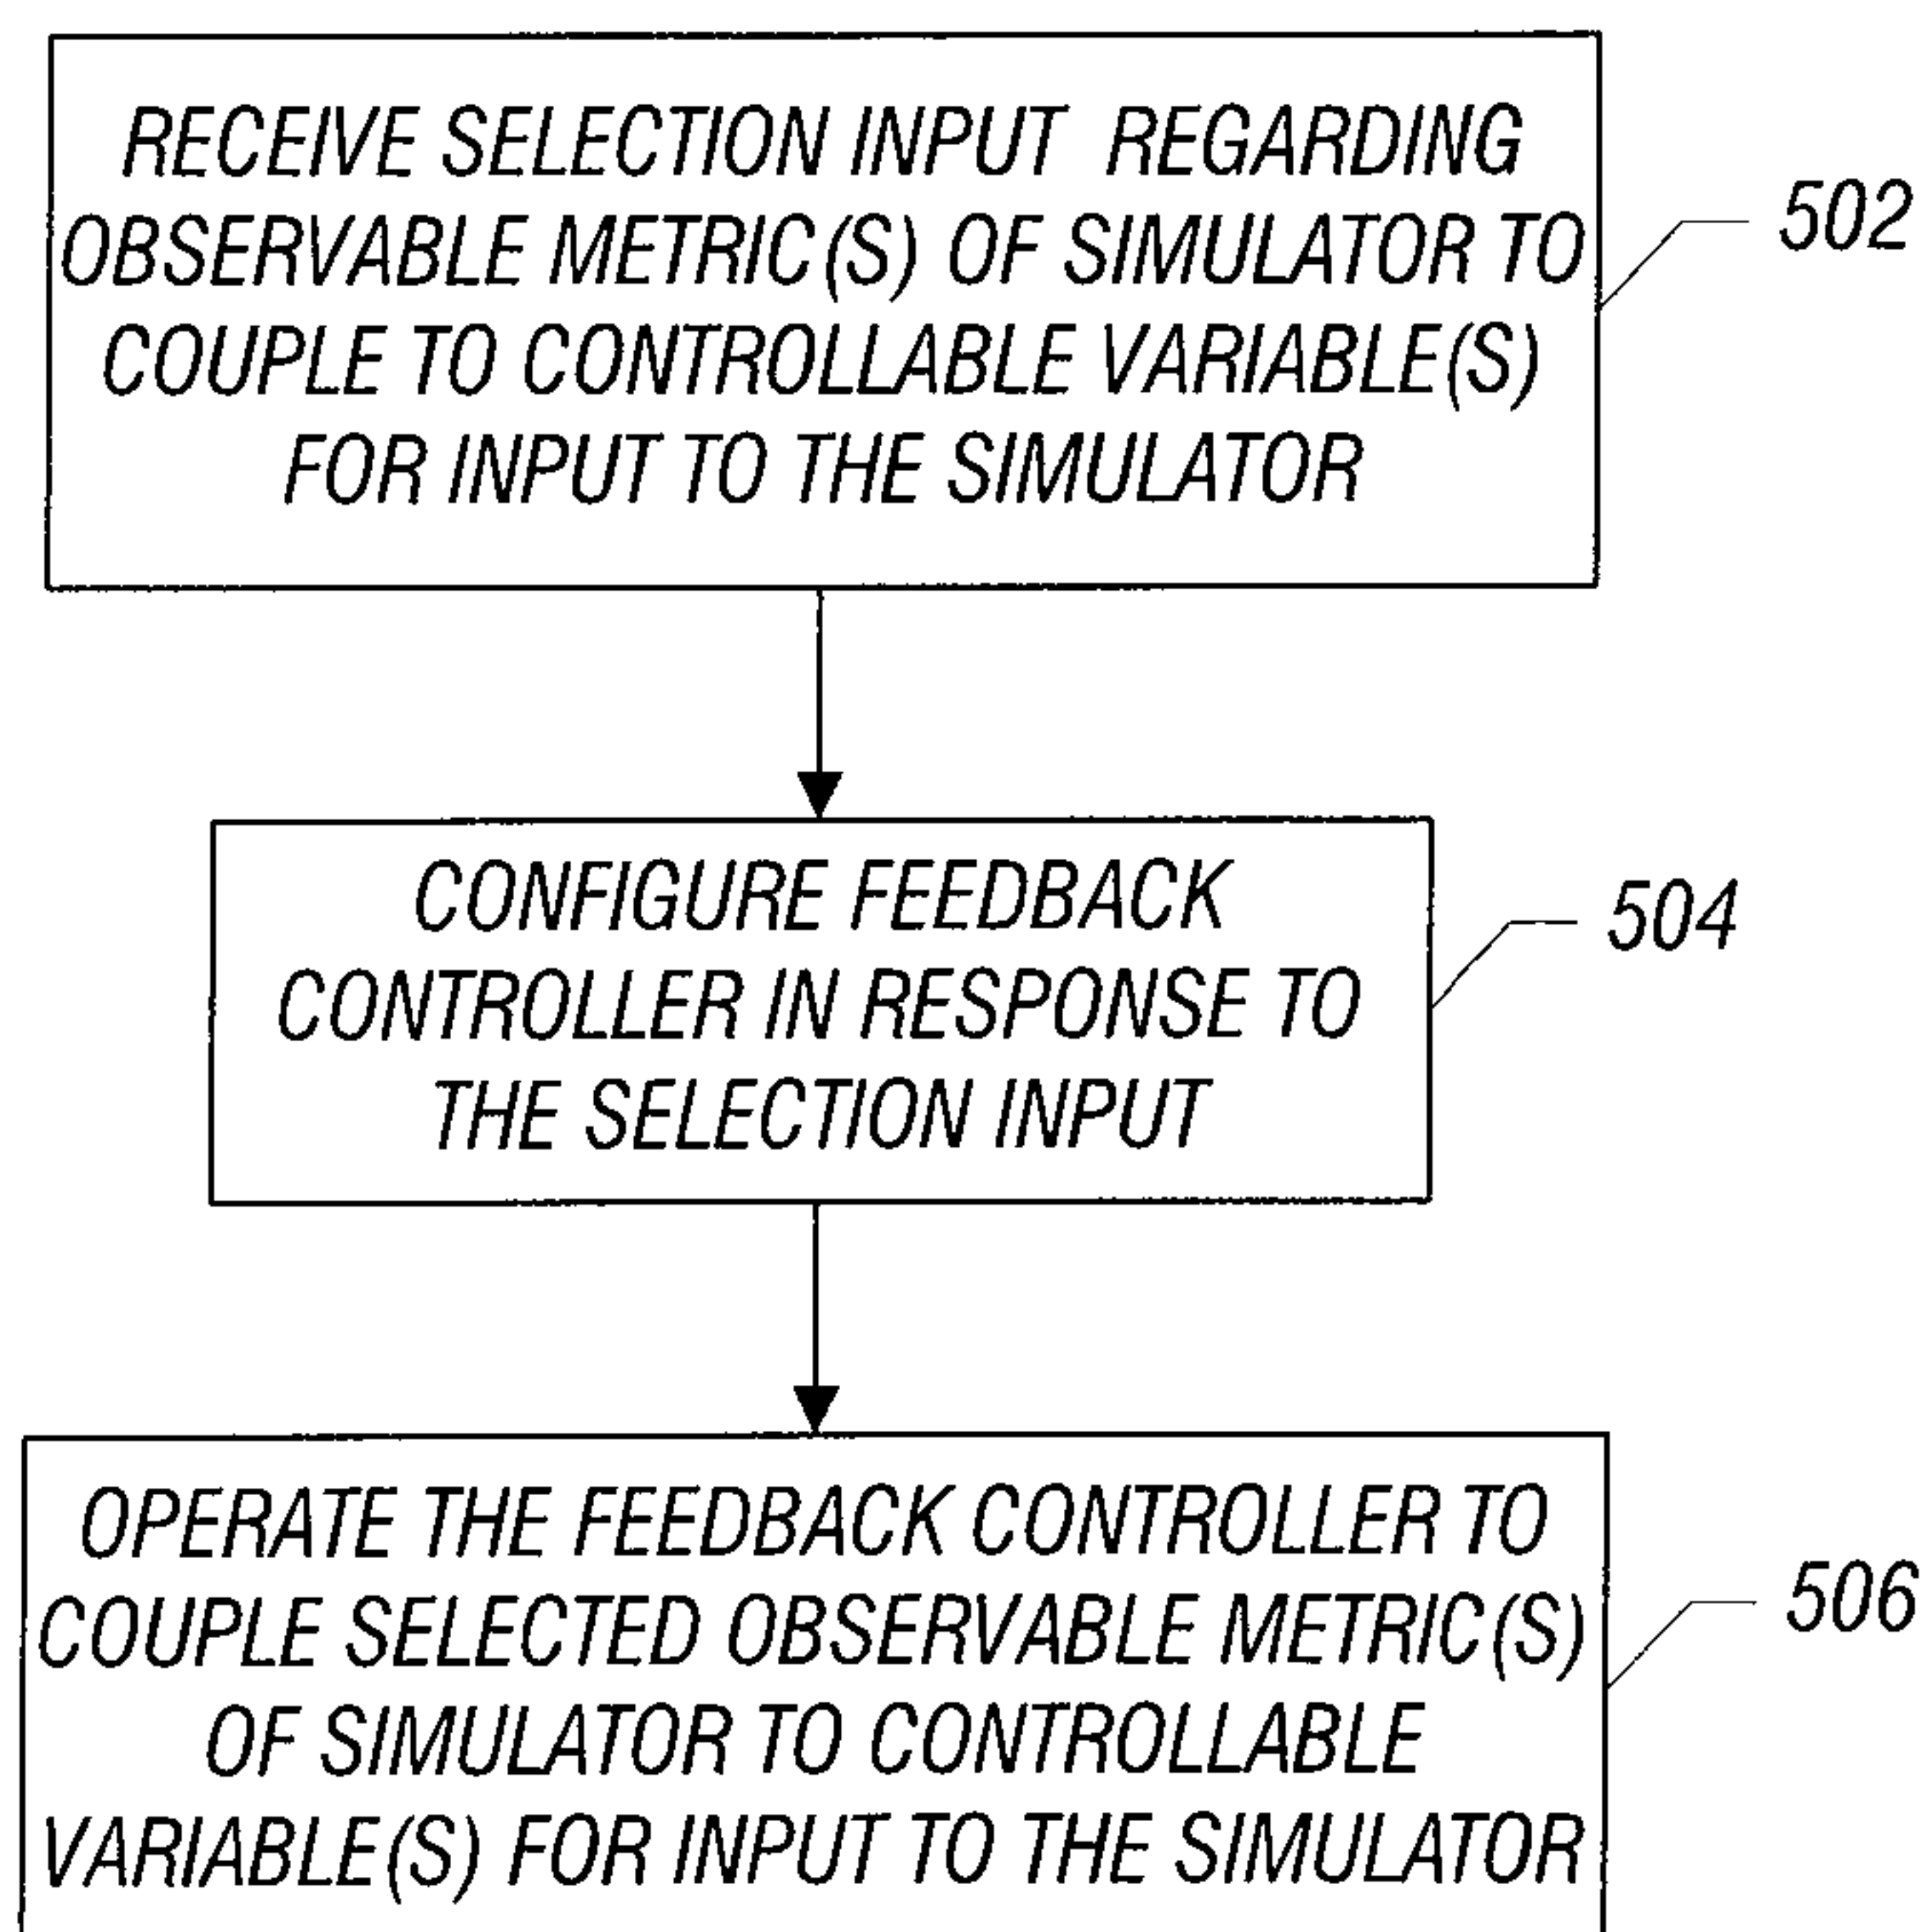 RECEIVE SELECTION INPUT REGARDING
OBSERVABLE METRIC(S) OF SIMULATOR TO
COUPLE TO CONTROLLABLE VARIABLE(S)
FOR INPUT TO THE SIMULATOR
502
CONFIGURE FEEDBACK
CONTROLLER IN RESPONSE TO
THE SELECTION INPUT
504
OPERATE THE FEEDBACK CONTROLLER TO
COUPLE SELECTED OBSERVABLE METRIC(S)
OF SIMULATOR TO CONTROLLABLE
VARIABLE(S) FOR INPUT TO THE SIMULATOR
506